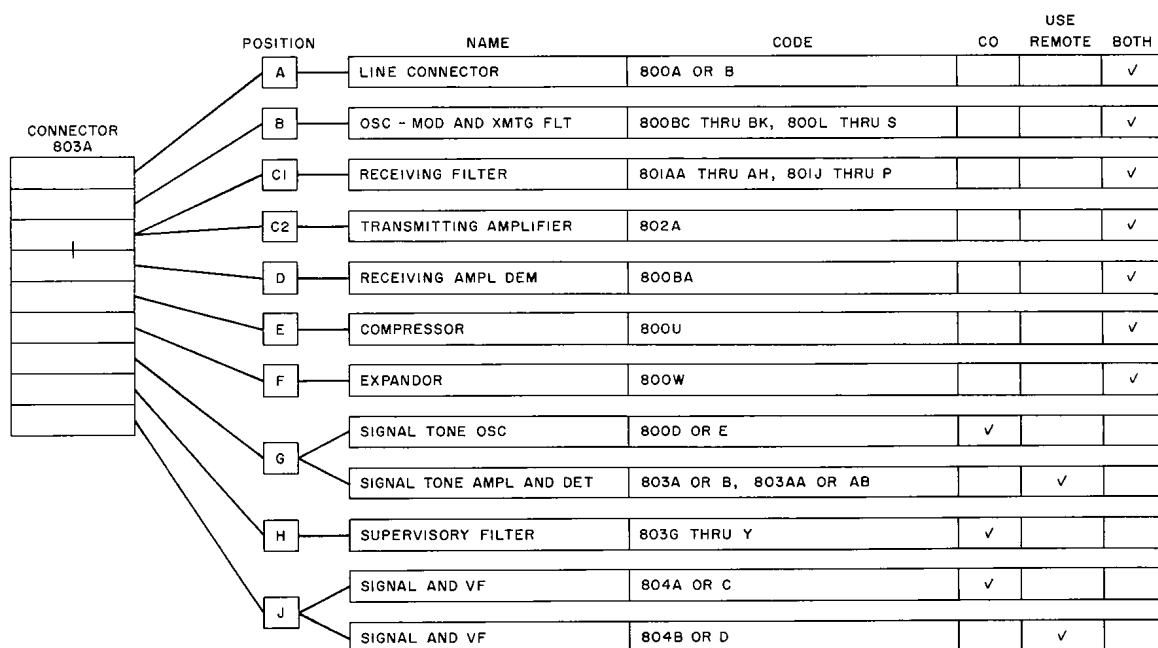 USE
POSITION NAME CODE CO REMOTE BOTH
A LINE CONNECTOR 800A OR B ✓
CONNECTOR
803A
B OSC - MOD AND XMTG FLT 800BC THRU BK, 800L THRU S ✓
C1 RECEIVING FILTER 801AA THRU AH, 801J THRU P ✓
C2 TRANSMITTING AMPLIFIER 802A ✓
D RECEIVING AMPL DEM 800BA ✓
E COMPRESSOR 800U ✓
F EXPANDOR 800W ✓
G SIGNAL TONE OSC 800D OR E ✓
SIGNAL TONE AMPL AND DET 803A OR B, 803AA OR AB ✓
H SUPERVISORY FILTER 803G THRU Y ✓
J SIGNAL AND VF 804A OR C ✓
SIGNAL AND VF 804B OR D ✓